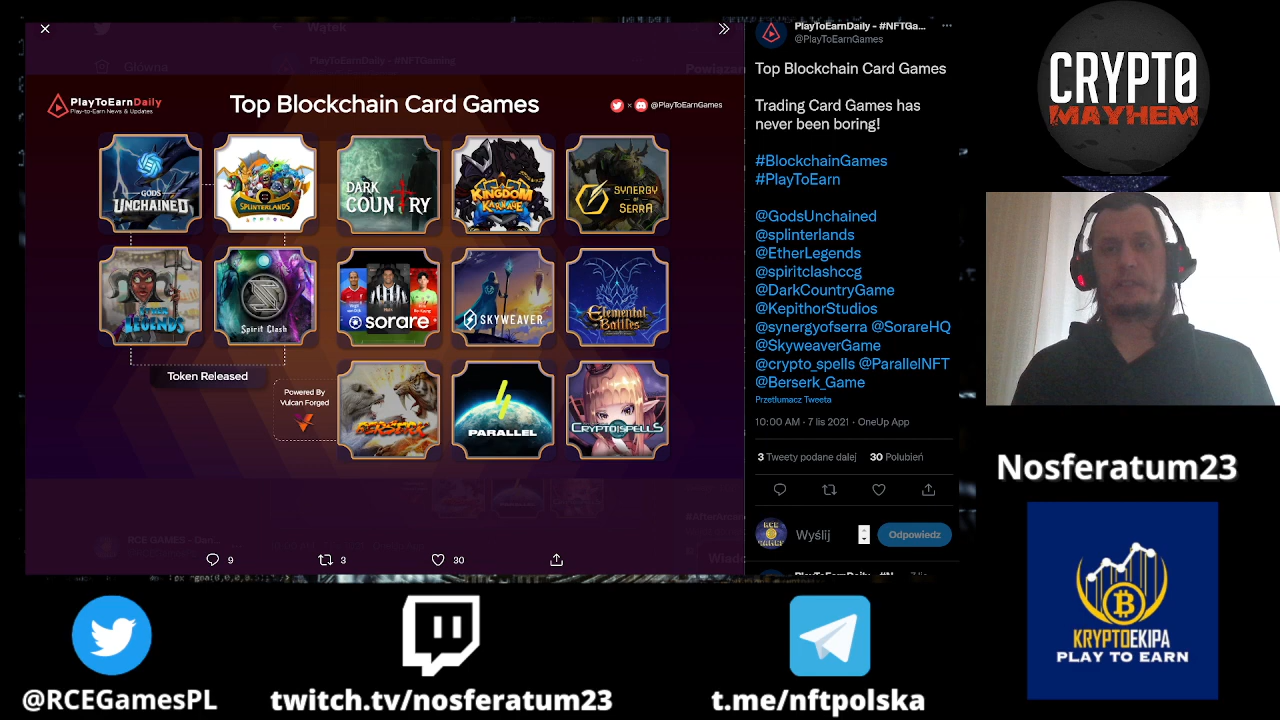 PlayToEarnDaily
Play-to-Earn News & Updates
Top Blockchain Card Games
@PlayToEarnGames
GODS
UNCHAINED
SPLINTERLANDS
DARK
COUNTRY
KINGDOM
KARNAGE
SYNERGY
OF
SERRA
LEGENDS
Spirit Clash
sorare
SKYWEAVER
Elemental
Battles
Token Released
Powered By
Vulcan Forged
BERSERK
PARALLEL
CRYPTOSPELLS
9
3
30
PlayToEarnDaily - #NFTGa...
@PlayToEarnGames
Top Blockchain Card Games
Trading Card Games has
never been boring!
#BlockchainGames
#PlayToEarn
@GodsUnchained
@splinterlands
@EtherLegends
@spiritclashccg
@DarkCountryGame
@KepithorStudios
@synergyofserra @SorareHQ
@SkyweaverGame
@crypto_spells @ParallelNFT
@Berserk_Game
Przetłumacz Tweeta
10:00 AM · 7 lis 2021 · OneUp App
3 Tweety podane dalej 30 Polubień
Wyślij
Odpowiedz
CRYPTO
MAYHEM
Nosferatum23
KRYPTOEKIPA
PLAY TO EARN
@RCEGamesPL
twitch.tv/nosferatum23
t.me/nftpolska